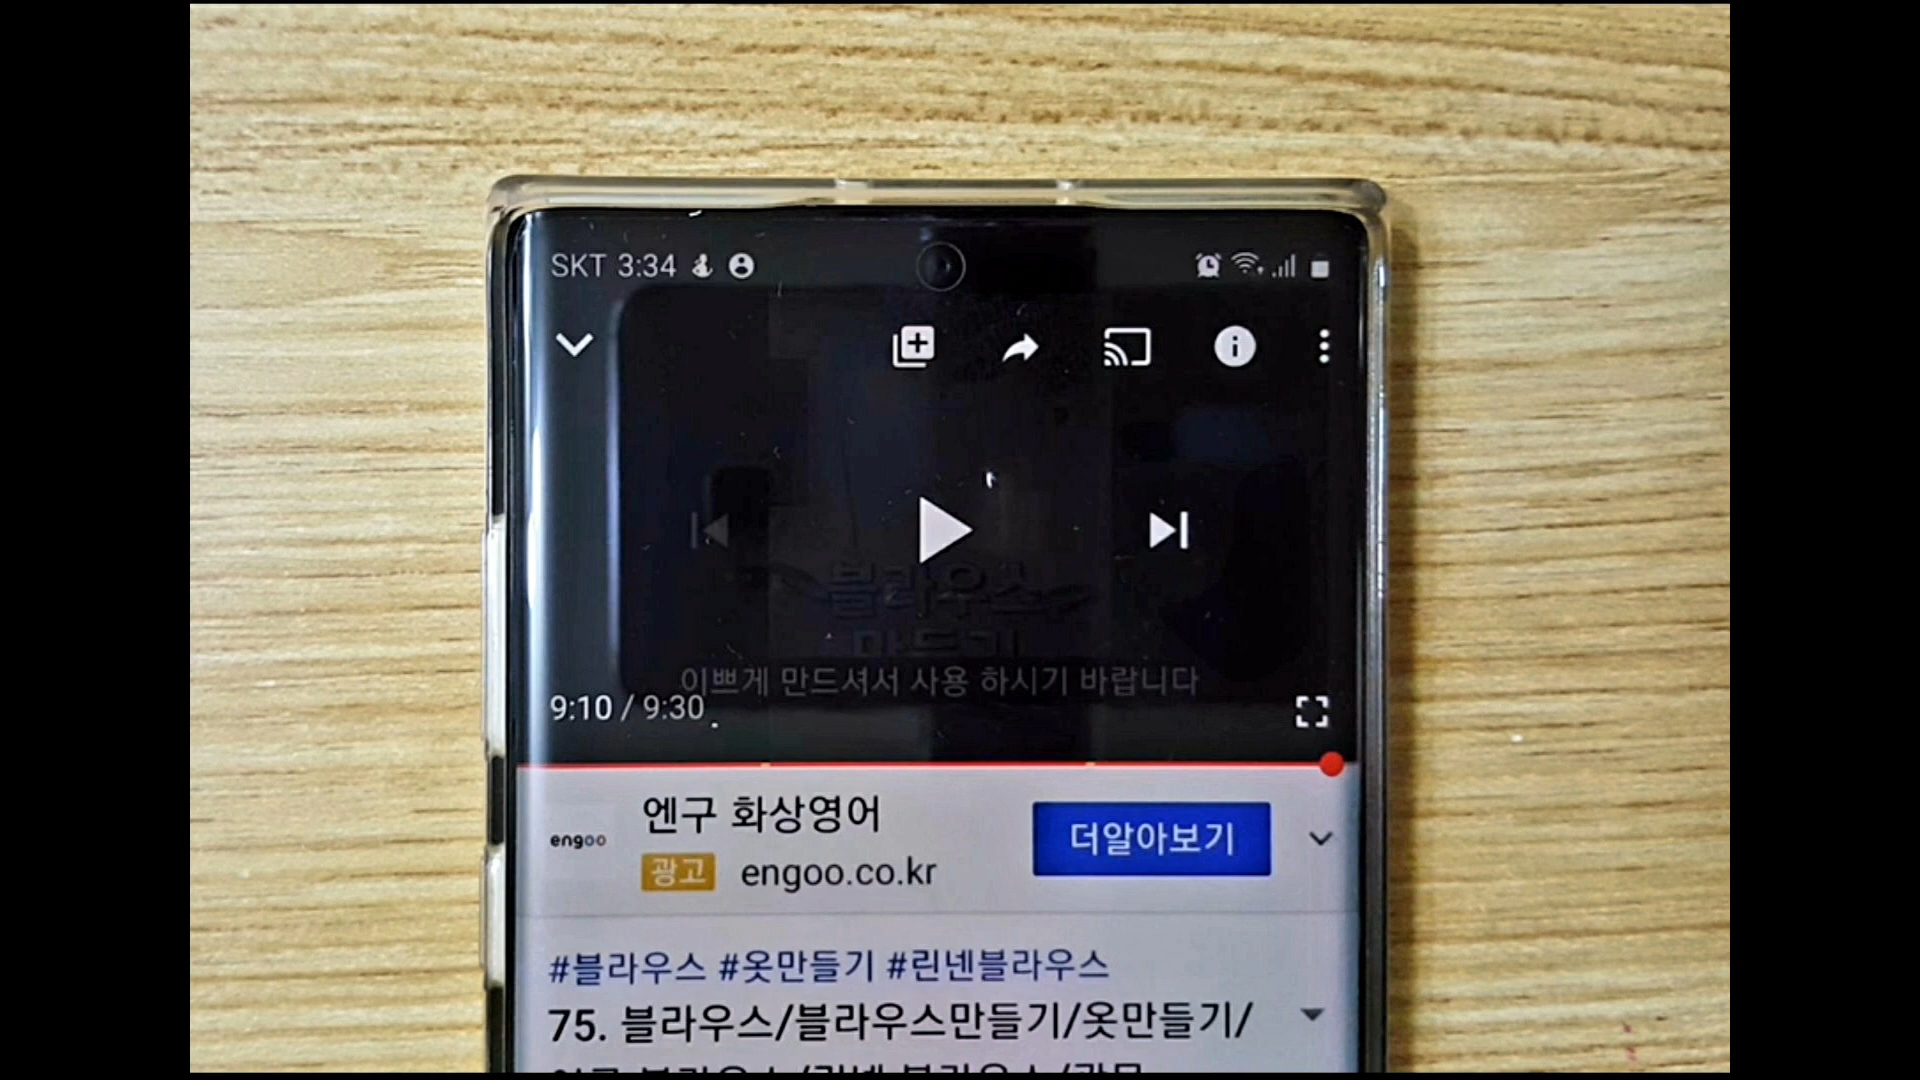 SKT 3:34
블라우스
만드기
이쁘게 만드셔서 사용 하시기 바랍니다
9:10 / 9:30
엔구 화상영어
engoo
더알아보기
광고 engoo.co.kr
#블라우스 #옷만들기 #린넨블라우스
75. 블라우스/블라우스만들기/옷만들기/